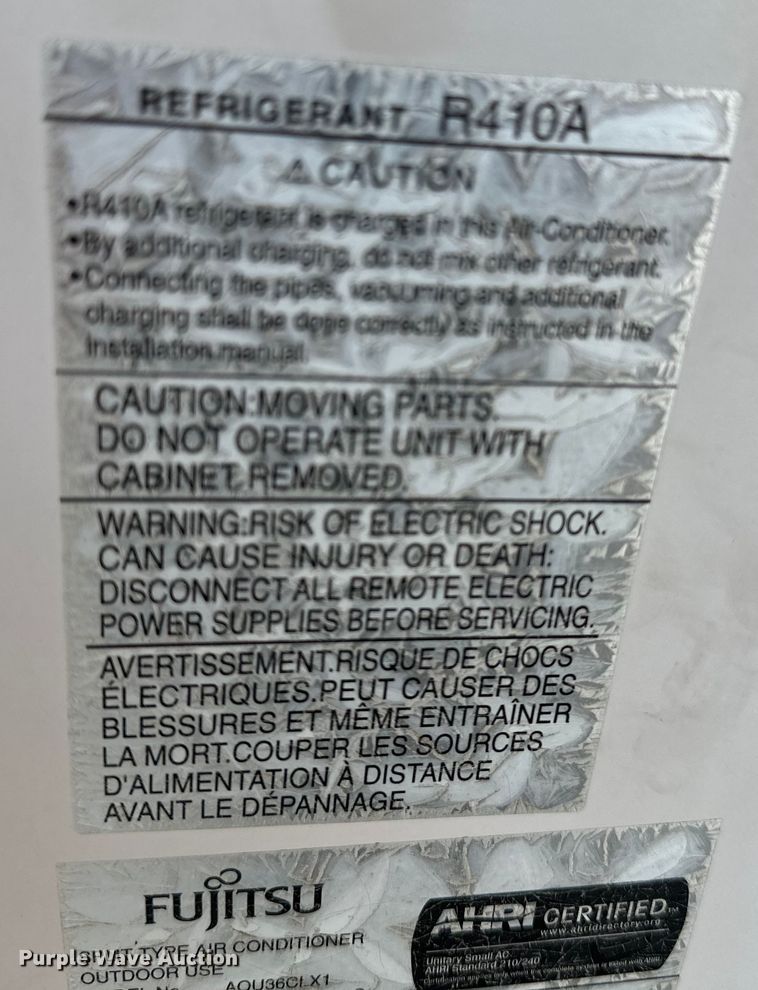 REFRIGERANT R410A
⚠ CAUTION
•R410A refrigerant is charged in this Air-Conditioner.
•By additional charging, do not mix other refrigerant.
•Connecting the pipes, vacuuming and additional
charging shall be done correctly as instructed in the
installation manual.
CAUTION:MOVING PARTS.
DO NOT OPERATE UNIT WITH
CABINET REMOVED.
WARNING:RISK OF ELECTRIC SHOCK.
CAN CAUSE INJURY OR DEATH:
DISCONNECT ALL REMOTE ELECTRIC
POWER SUPPLIES BEFORE SERVICING.
AVERTISSEMENT.RISQUE DE CHOCS
ÉLECTRIQUES.PEUT CAUSER DES
BLESSURES ET MÊME ENTRAÎNER
LA MORT.COUPER LES SOURCES
D'ALIMENTATION À DISTANCE
AVANT LE DÉPANNAGE.
FUJITSU
SPLIT TYPE AIR CONDITIONER
OUTDOOR USE
AOU36CLX1
AHRI CERTIFIED™
www.ahridirectory.org
Unitary Small AC
AHRI Standard 210/240
Purple Wave Auction